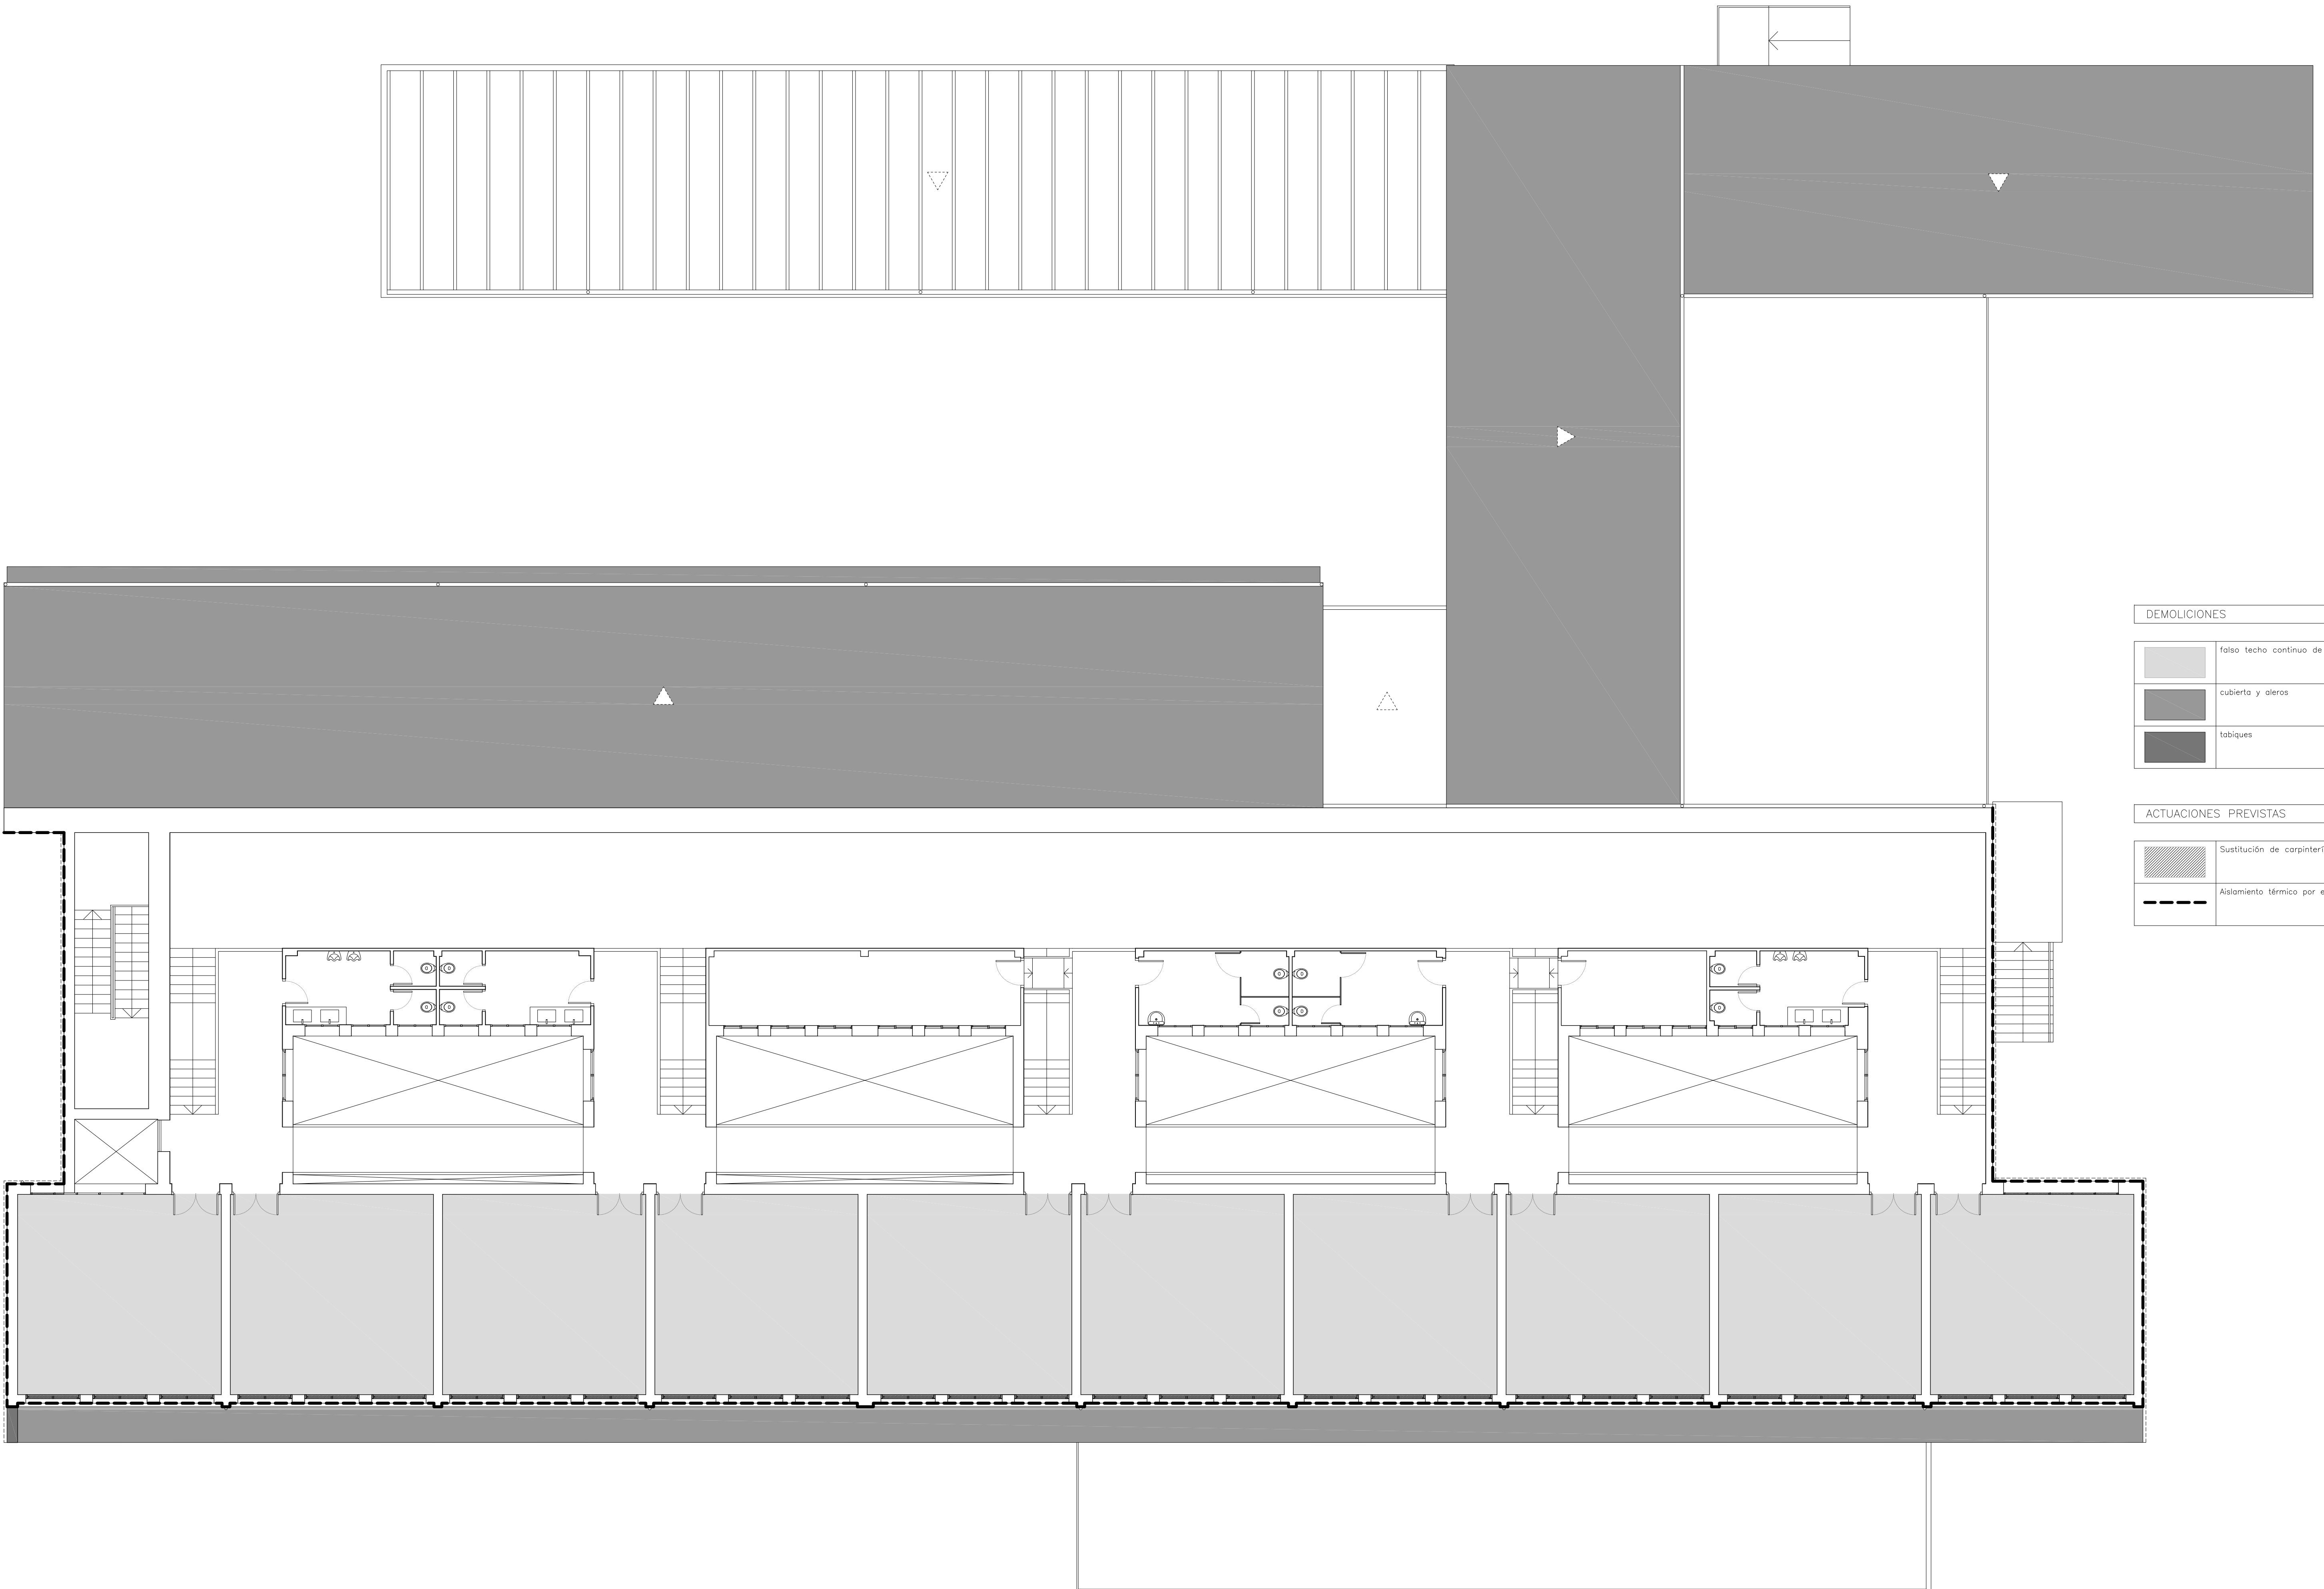 DEMOLICIONES
falso techo continuo de
cubierta y aleros
tabiques
ACTUACIONES PREVISTAS
Sustitución de carpinterí
Aislamiento térmico por e